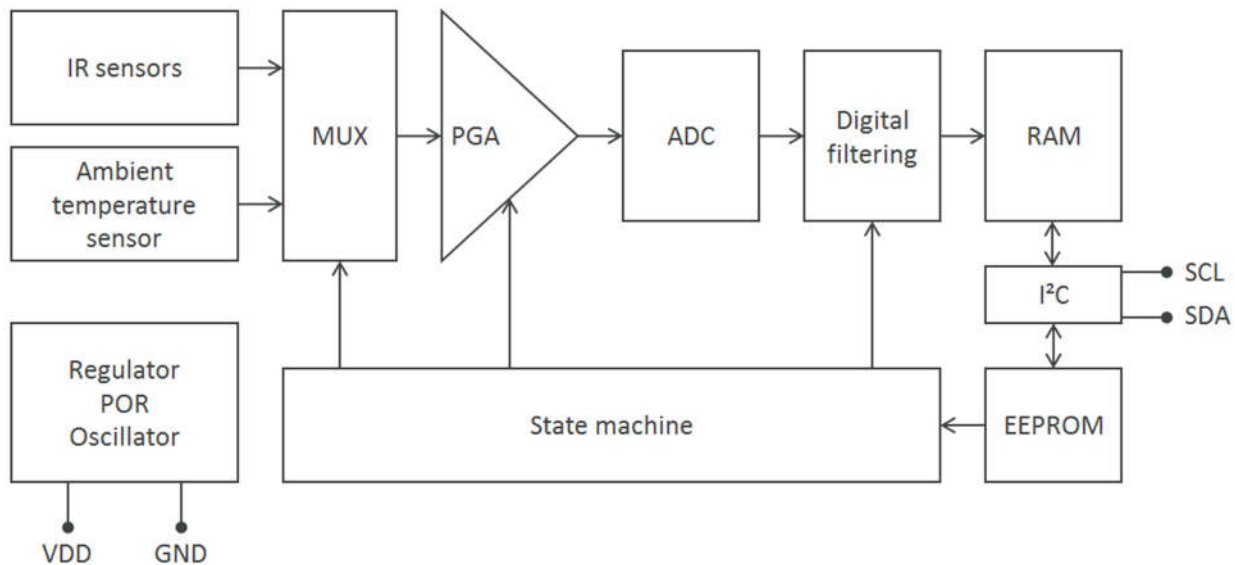 IR sensors
Ambient
temperature
sensor
MUX
PGA
ADC
Digital
filtering
RAM
I²C
SCL
SDA
Regulator
POR
Oscillator
State machine
EEPROM
VDD
GND